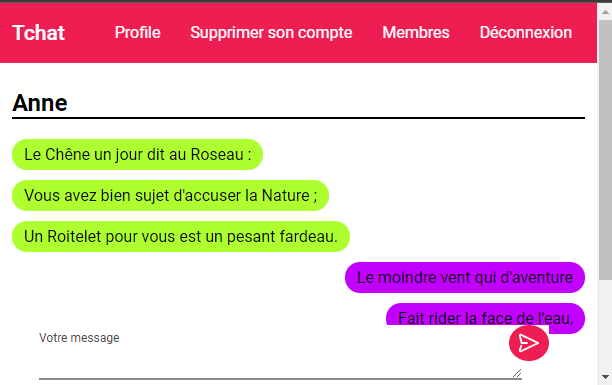 Tchat Profile Supprimer son compte Membres Déconnexion
Anne
Le Chêne un jour dit au Roseau :
Vous avez bien sujet d'accuser la Nature ;
Un Roitelet pour vous est un pesant fardeau.
Le moindre vent qui d'aventure
Fait rider la face de l'eau,
Votre message